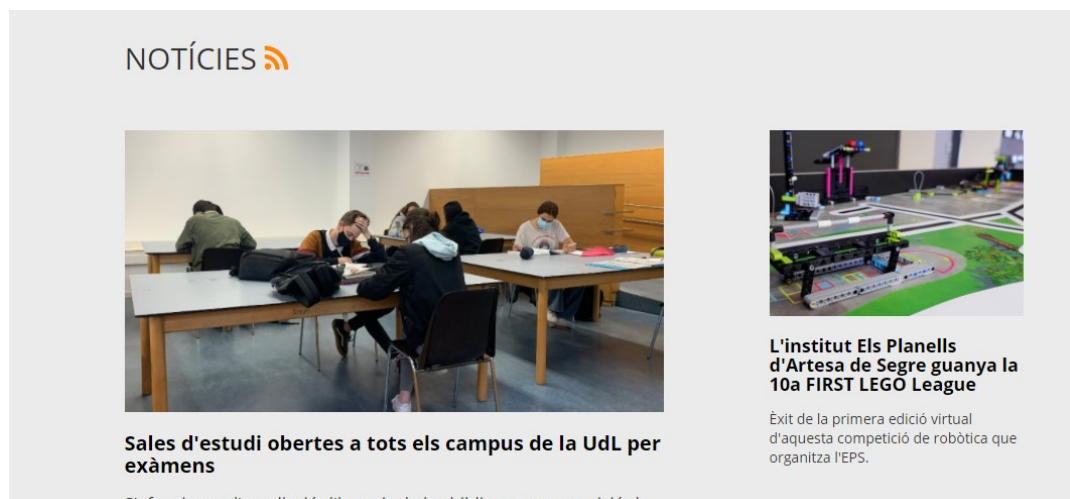 NOTÍCIES
Sales d'estudi obertes a tots els campus de la UdL per
exàmens
L'institut Els Planells
d'Artesa de Segre guanya la
10a FIRST LEGO League
Èxit de la primera edició virtual
d'aquesta competició de robòtica que
organitza l'EPS.